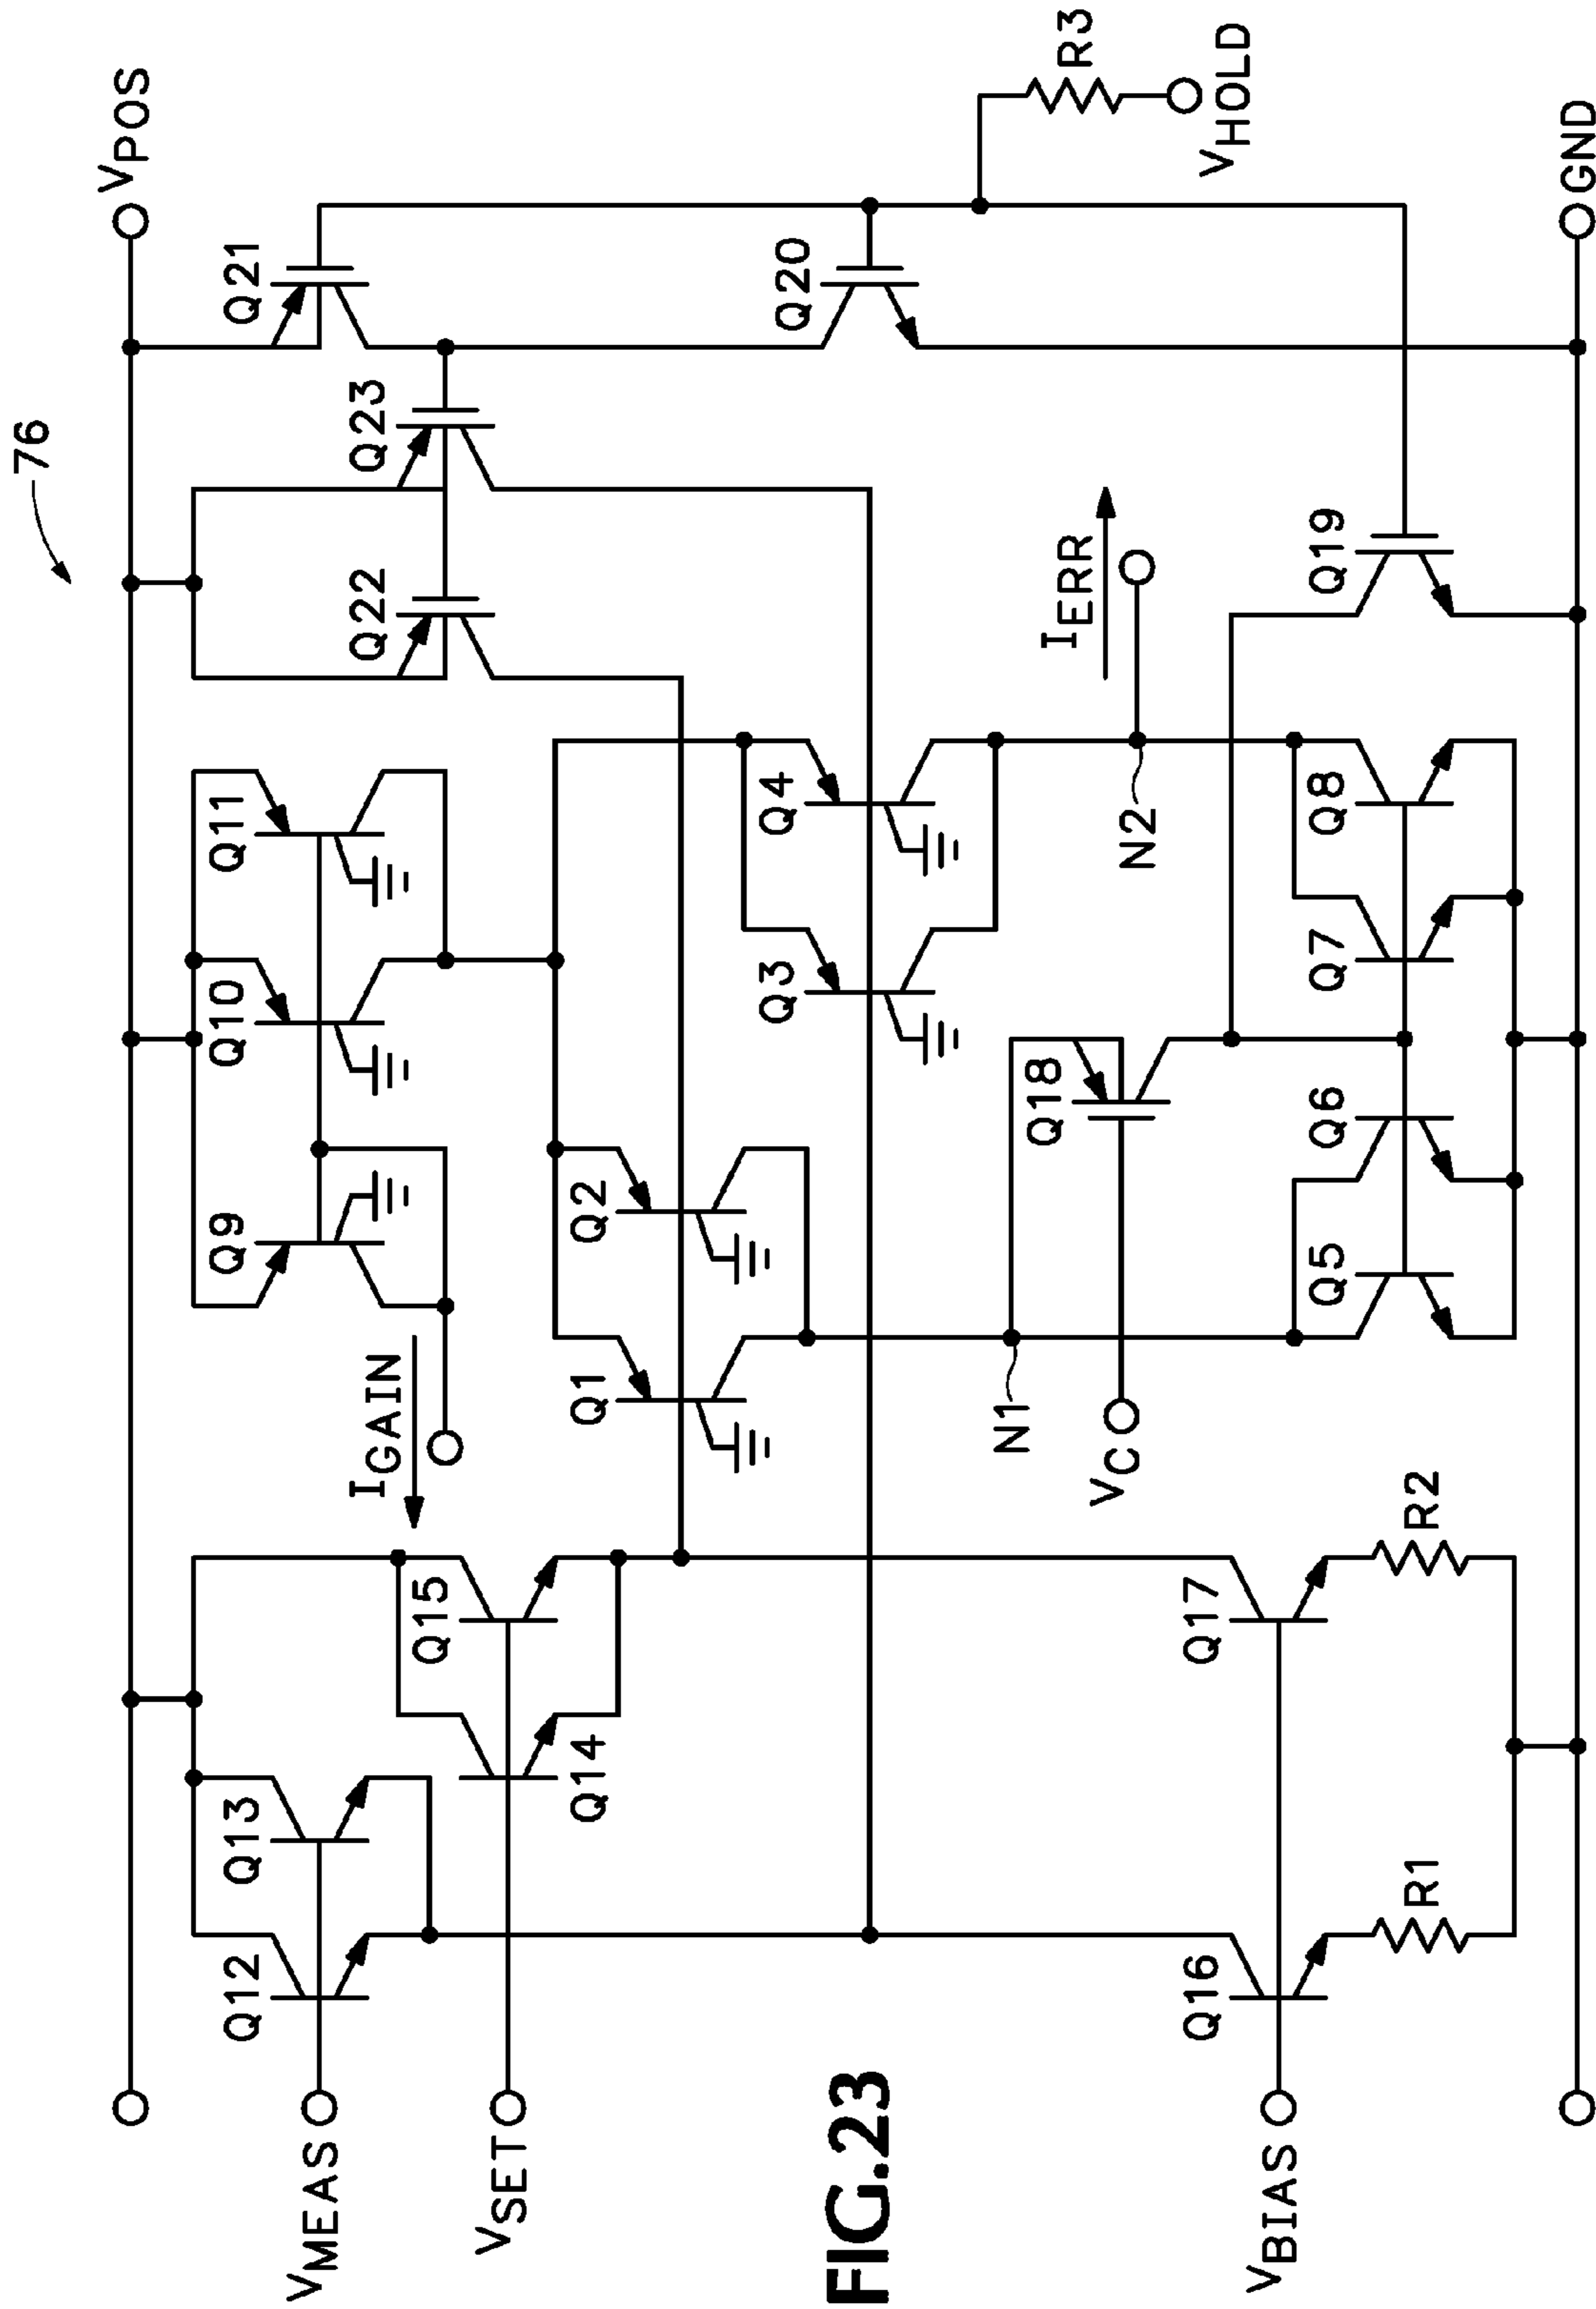 76
VPOS
Q21
Q23
Q22
Q11
Q10
Q9
IGAIN
Q15
Q13
Q12
VMEAS
Q20
R3
VHOLD
Q4
Q3
Q2
Q1
Q14
VSET
IERR
N2
Q18
N1
VC
Q19
Q8
Q7
Q6
Q5
R2
Q17
R1
Q16
VBIAS
GND
FIG.23